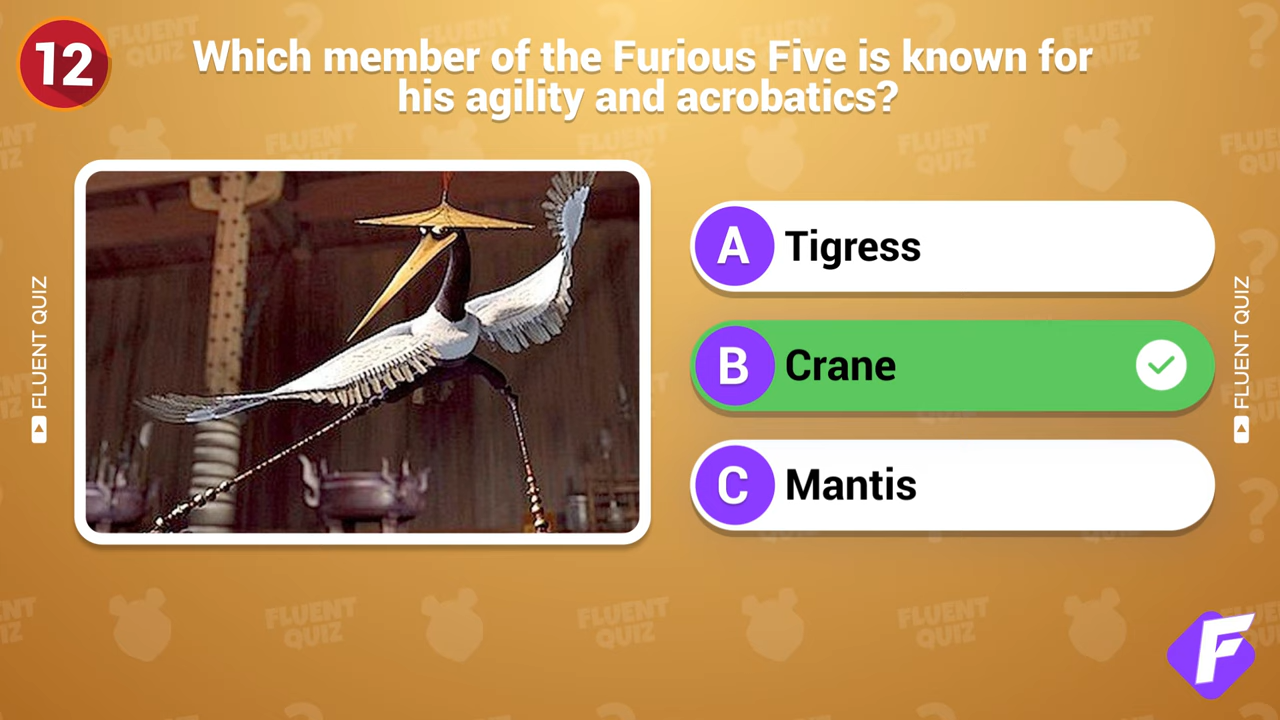 12
Which member of the Furious Five is known for
his agility and acrobatics?
FLUENT QUIZ
A Tigress
B Crane
C Mantis
FLUENT QUIZ
F
FLUENT
QUIZ